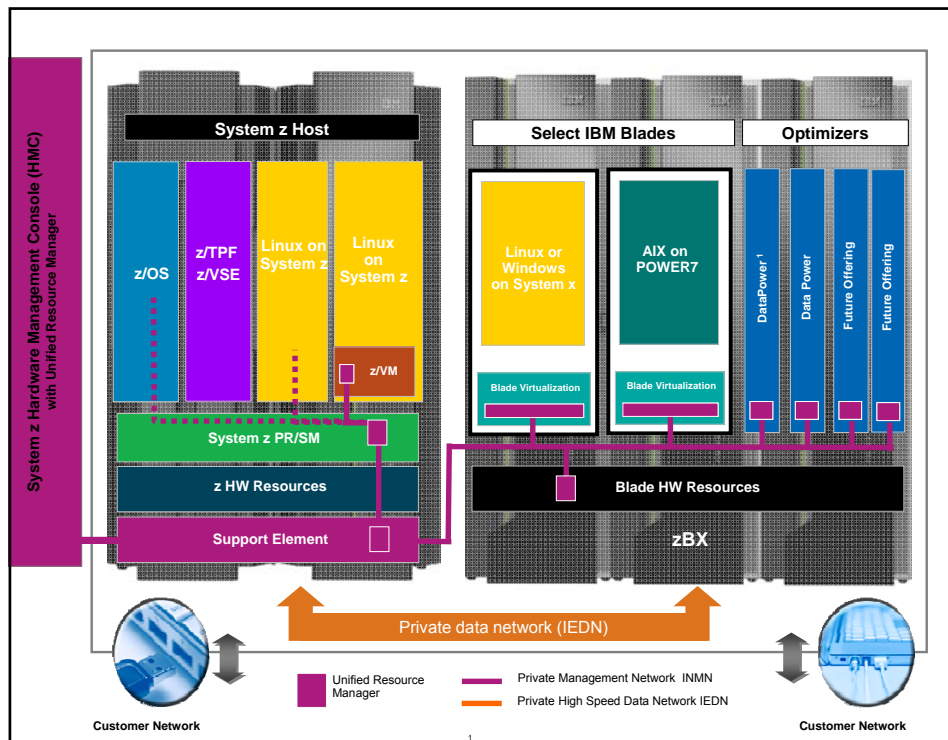 System z Hardware Management Console (HMC)
with Unified Resource Manager
IBM
System z Host
Select IBM Blades
Optimizers
z/OS
z/TPF
z/VSE
Linux on
System z
Linux
on
System z
z/VM
Linux or
Windows
on System x
AIX on
POWER7
DataPower 1
Data Power
Future Offering
Future Offering
Blade Virtualization
Blade Virtualization
System z PR/SM
z HW Resources
Support Element
Blade HW Resources
zBX
Private data network (IEDN)
Customer Network
Unified Resource
Manager
Private Management Network INMN
Private High Speed Data Network IEDN
Customer Network
1